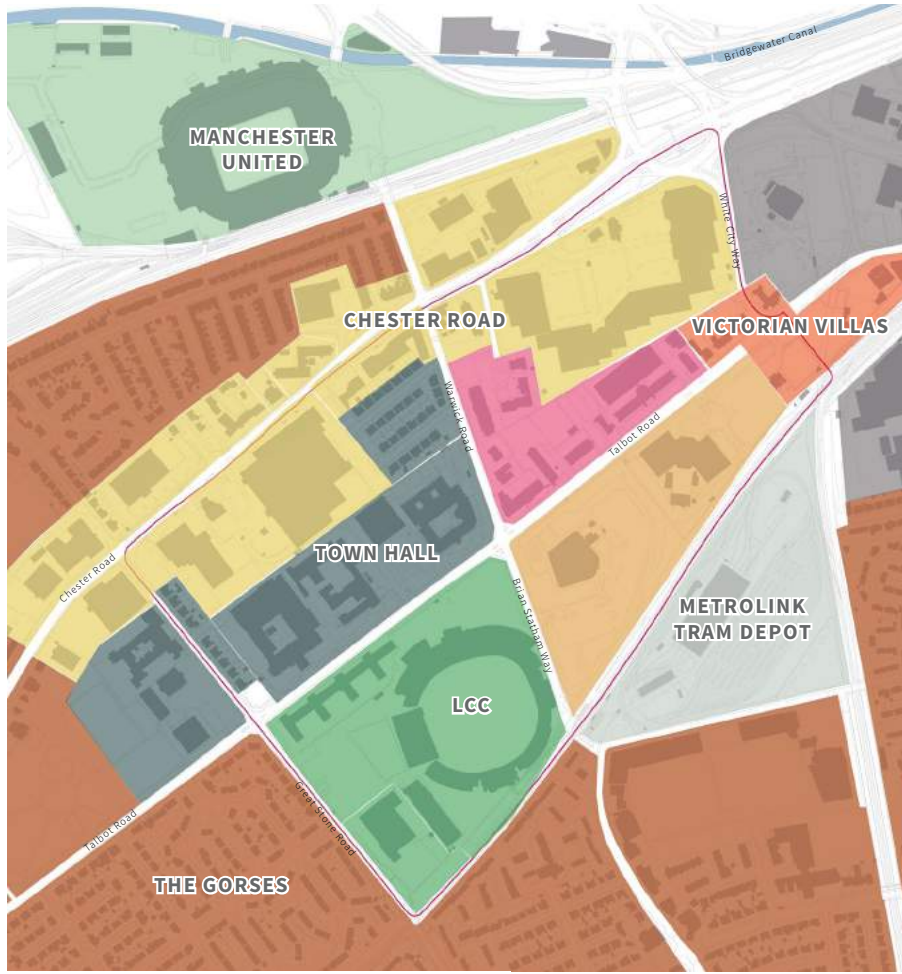 Bridgewater Canal
MANCHESTER
UNITED
White City Way
CHESTER ROAD
VICTORIAN VILLAS
Warwick Road
Talbot Road
TOWN HALL
Chester Road
Brian Statham Way
METROLINK
TRAM DEPOT
LCC
Great Stone Road
Talbot Road
THE GORSES